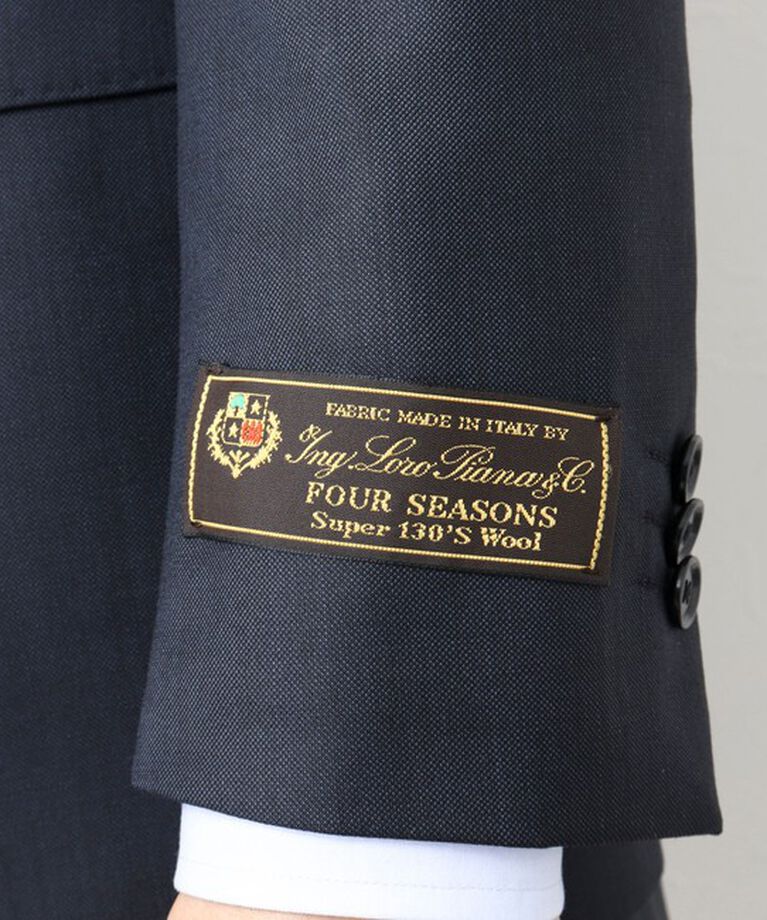 FABRIC MADE IN ITALY BY
Ing. Loro Piana & C.
FOUR SEASONS
Super 130'S Wool